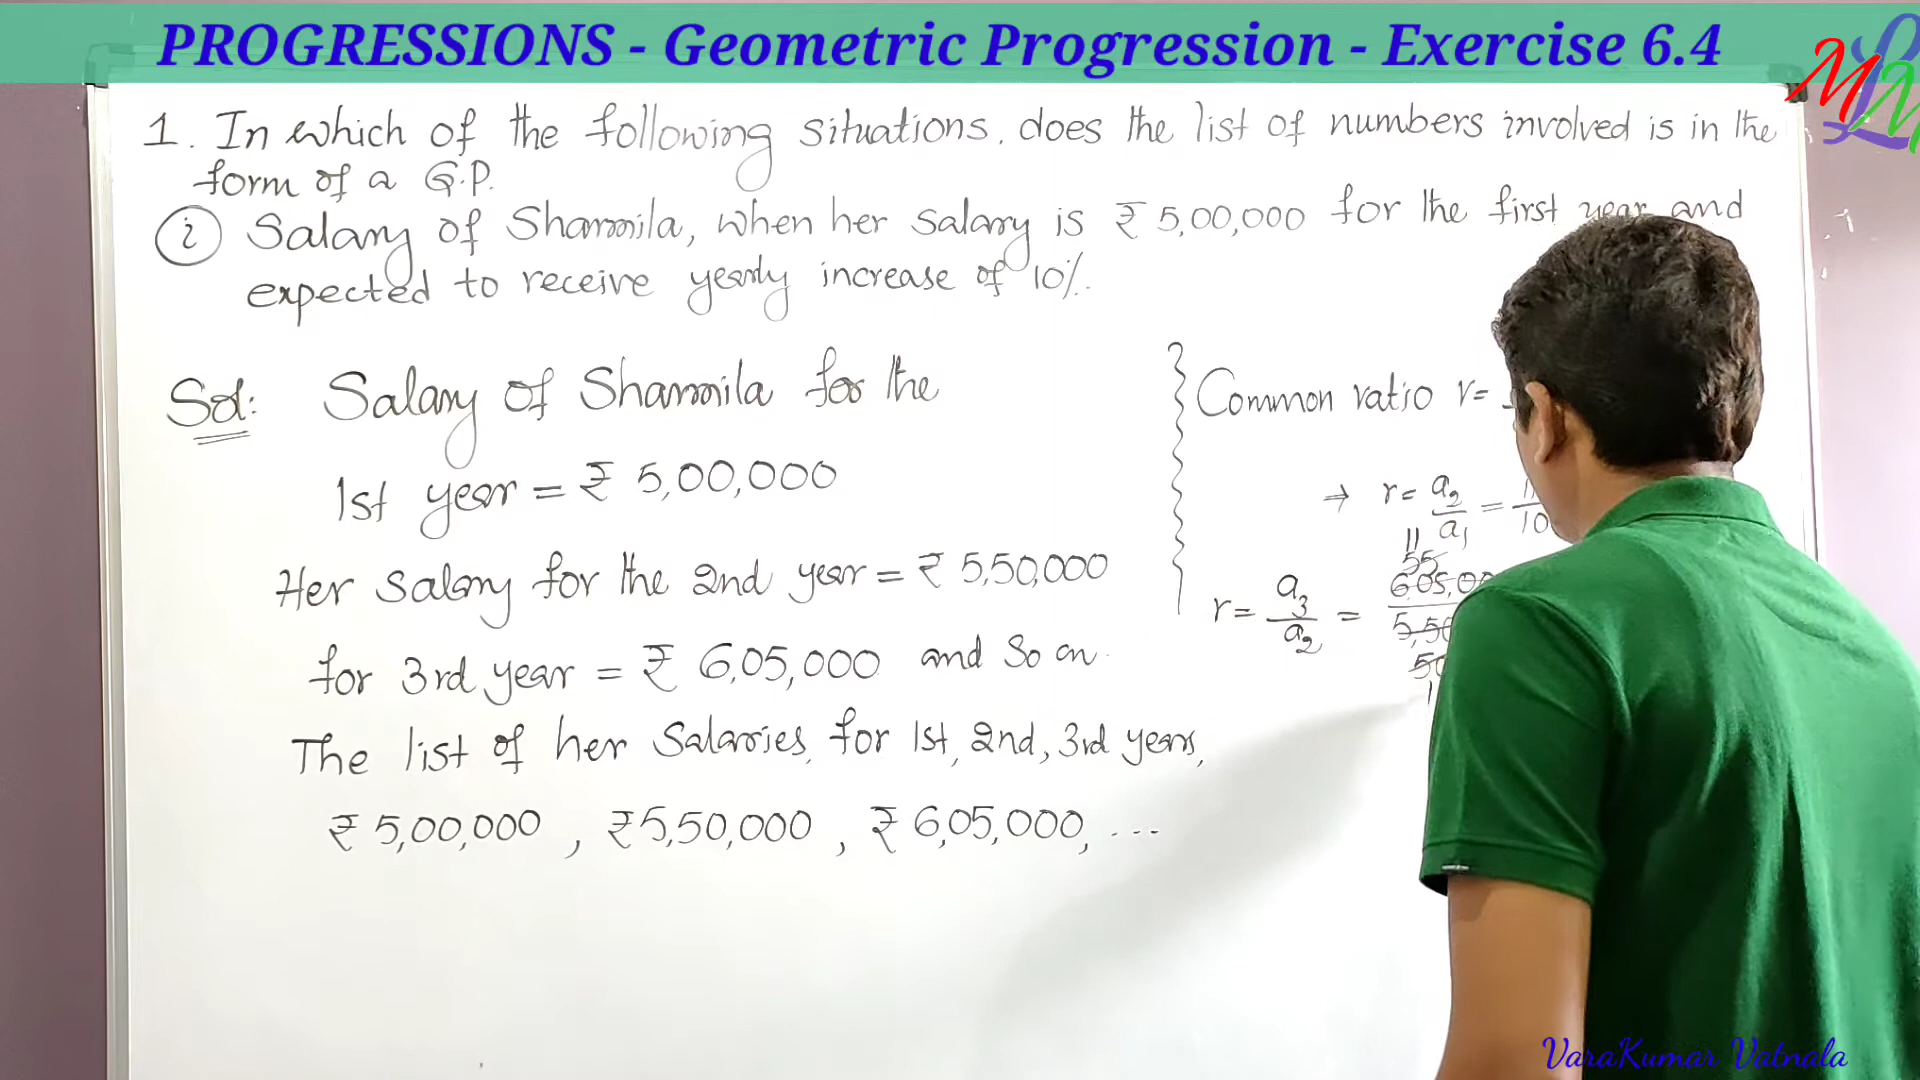 PROGRESSIONS - Geometric Progression - Exercise 6.4
MLM
1. In which of the following situations, does the list of numbers involved is in the
form of a G.P.
(i) Salary of Sharmila, when her salary is ₹ 5,00,000 for the first year and
expected to receive yearly increase of 10%.
Sol: Salary of Sharmila for the
1st year = ₹ 5,00,000
Her salary for the 2nd year = ₹ 5,50,000
for 3rd year = ₹ 6,05,000 and so on.
The list of her Salaries, for 1st, 2nd, 3rd years,
₹ 5,00,000 , ₹ 5,50,000 , ₹ 6,05,000, ...
Common ratio r=
→ r= a2/a1 =
11
55
r= a3/a2 =
VaraKumar Vatnala